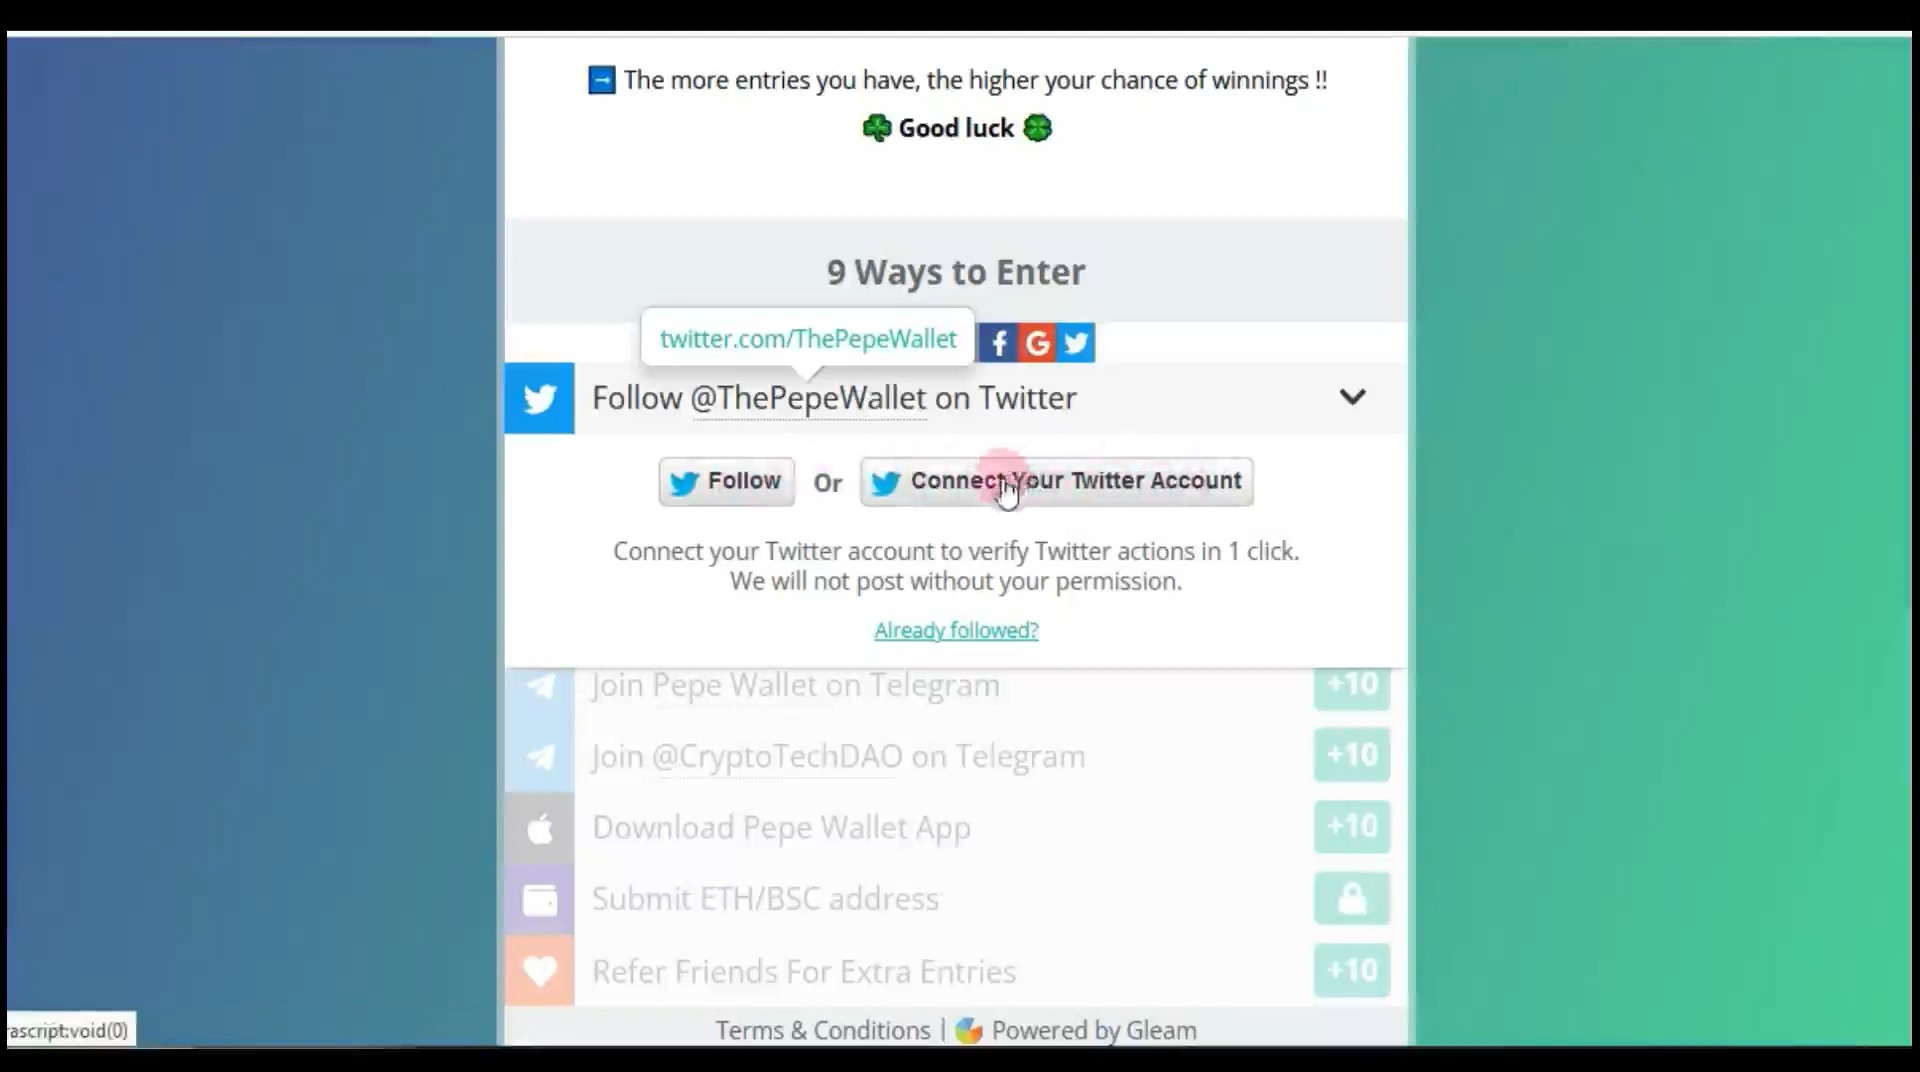 The more entries you have, the higher your chance of winnings !!
Good luck
9 Ways to Enter
twitter.com/ThePepeWallet
Follow @ThePepeWallet on Twitter
Follow Or Connect Your Twitter Account
Connect your Twitter account to verify Twitter actions in 1 click.
We will not post without your permission.
Already followed?
Join Pepe Wallet on Telegram +10
Join @CryptoTechDAO on Telegram +10
Download Pepe Wallet App +10
Submit ETH/BSC address
Refer Friends For Extra Entries +10
Terms & Conditions | Powered by Gleam
ascript:void(0)